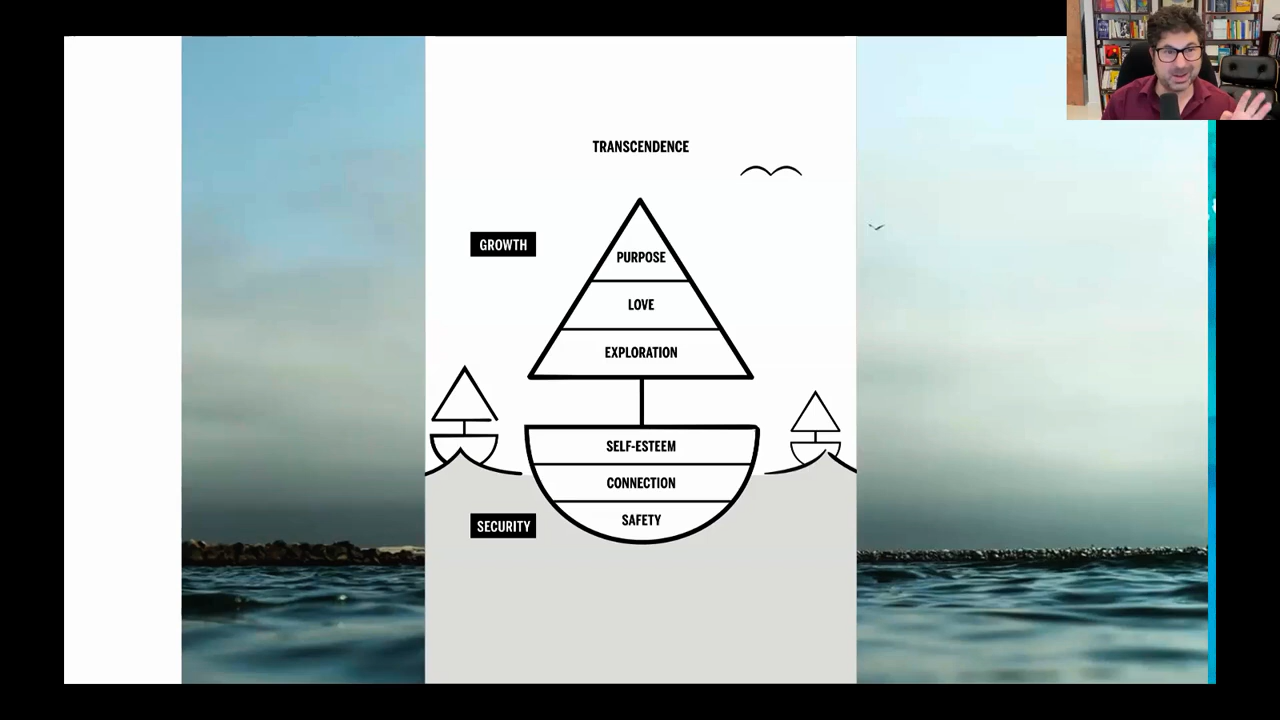 TRANSCENDENCE
GROWTH
PURPOSE
LOVE
EXPLORATION
SELF-ESTEEM
CONNECTION
SECURITY
SAFETY